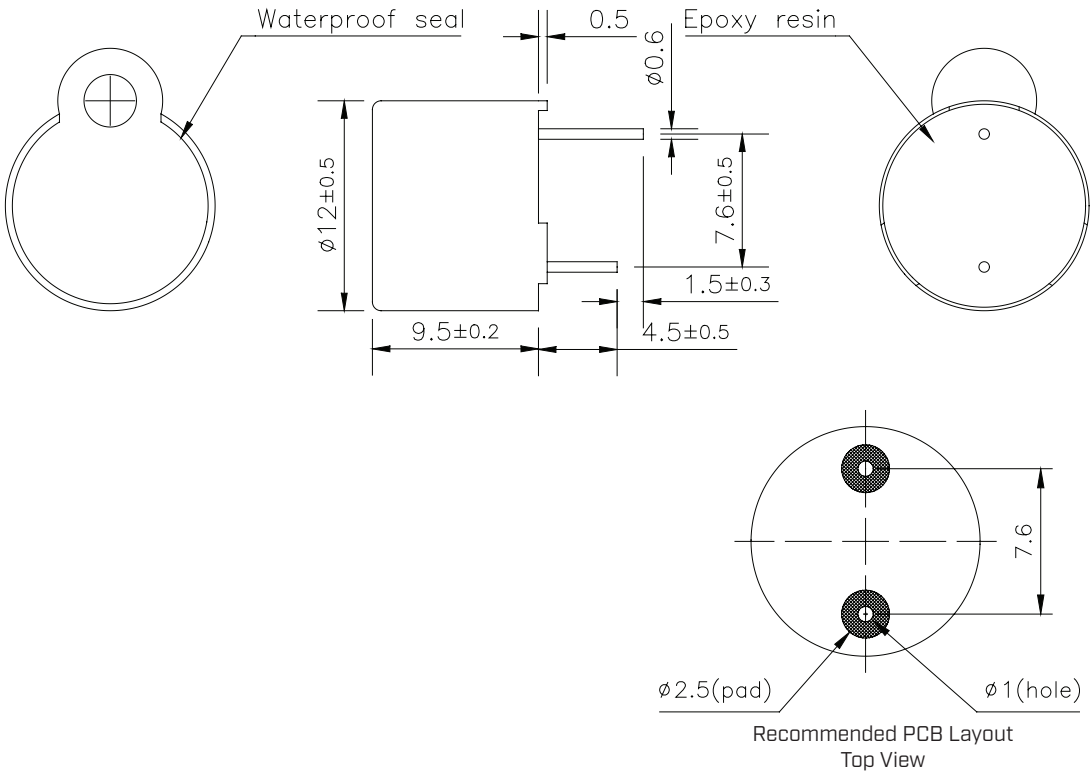 Waterproof seal
0.5
Epoxy resin
ø0.6
ø12±0.5
7.6±0.5
1.5±0.3
9.5±0.2
4.5±0.5
7.6
ø2.5(pad)
ø1(hole)
Recommended PCB Layout
Top View